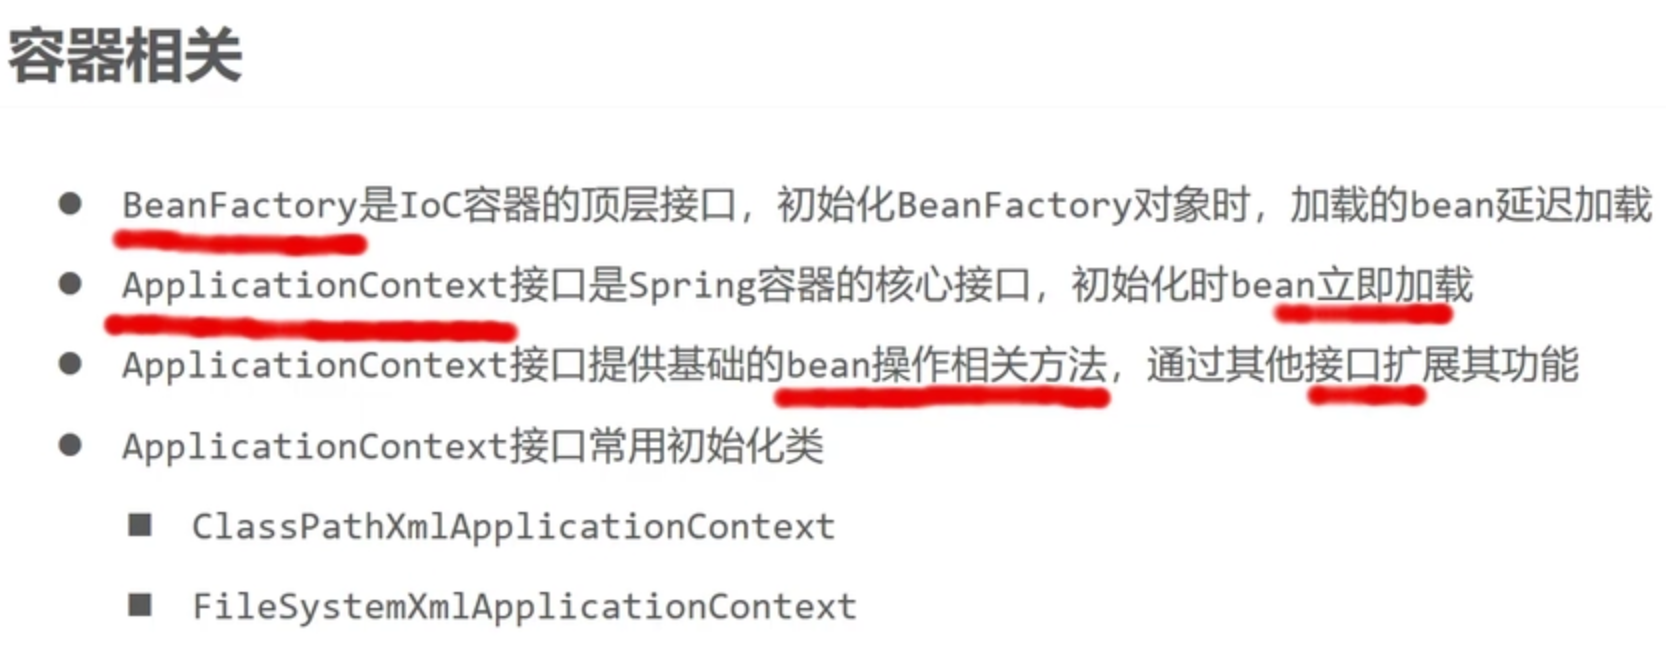 容器相关
BeanFactory是IoC容器的顶层接口，初始化BeanFactory对象时，加载的bean延迟加载
ApplicationContext接口是Spring容器的核心接口，初始化时bean立即加载
ApplicationContext接口提供基础的bean操作相关方法，通过其他接口扩展其功能
ApplicationContext接口常用初始化类
ClassPathXmlApplicationContext
FileSystemXmlApplicationContext